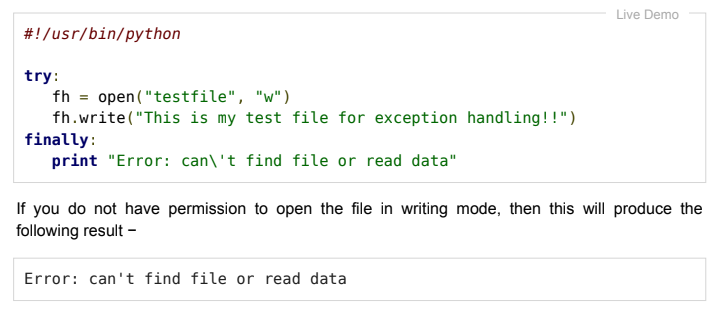 Live Demo
#!/usr/bin/python
try:
   fh = open("testfile", "w")
   fh.write("This is my test file for exception handling!!")
finally:
   print "Error: can\'t find file or read data"
If you do not have permission to open the file in writing mode, then this will produce the
following result −
Error: can't find file or read data